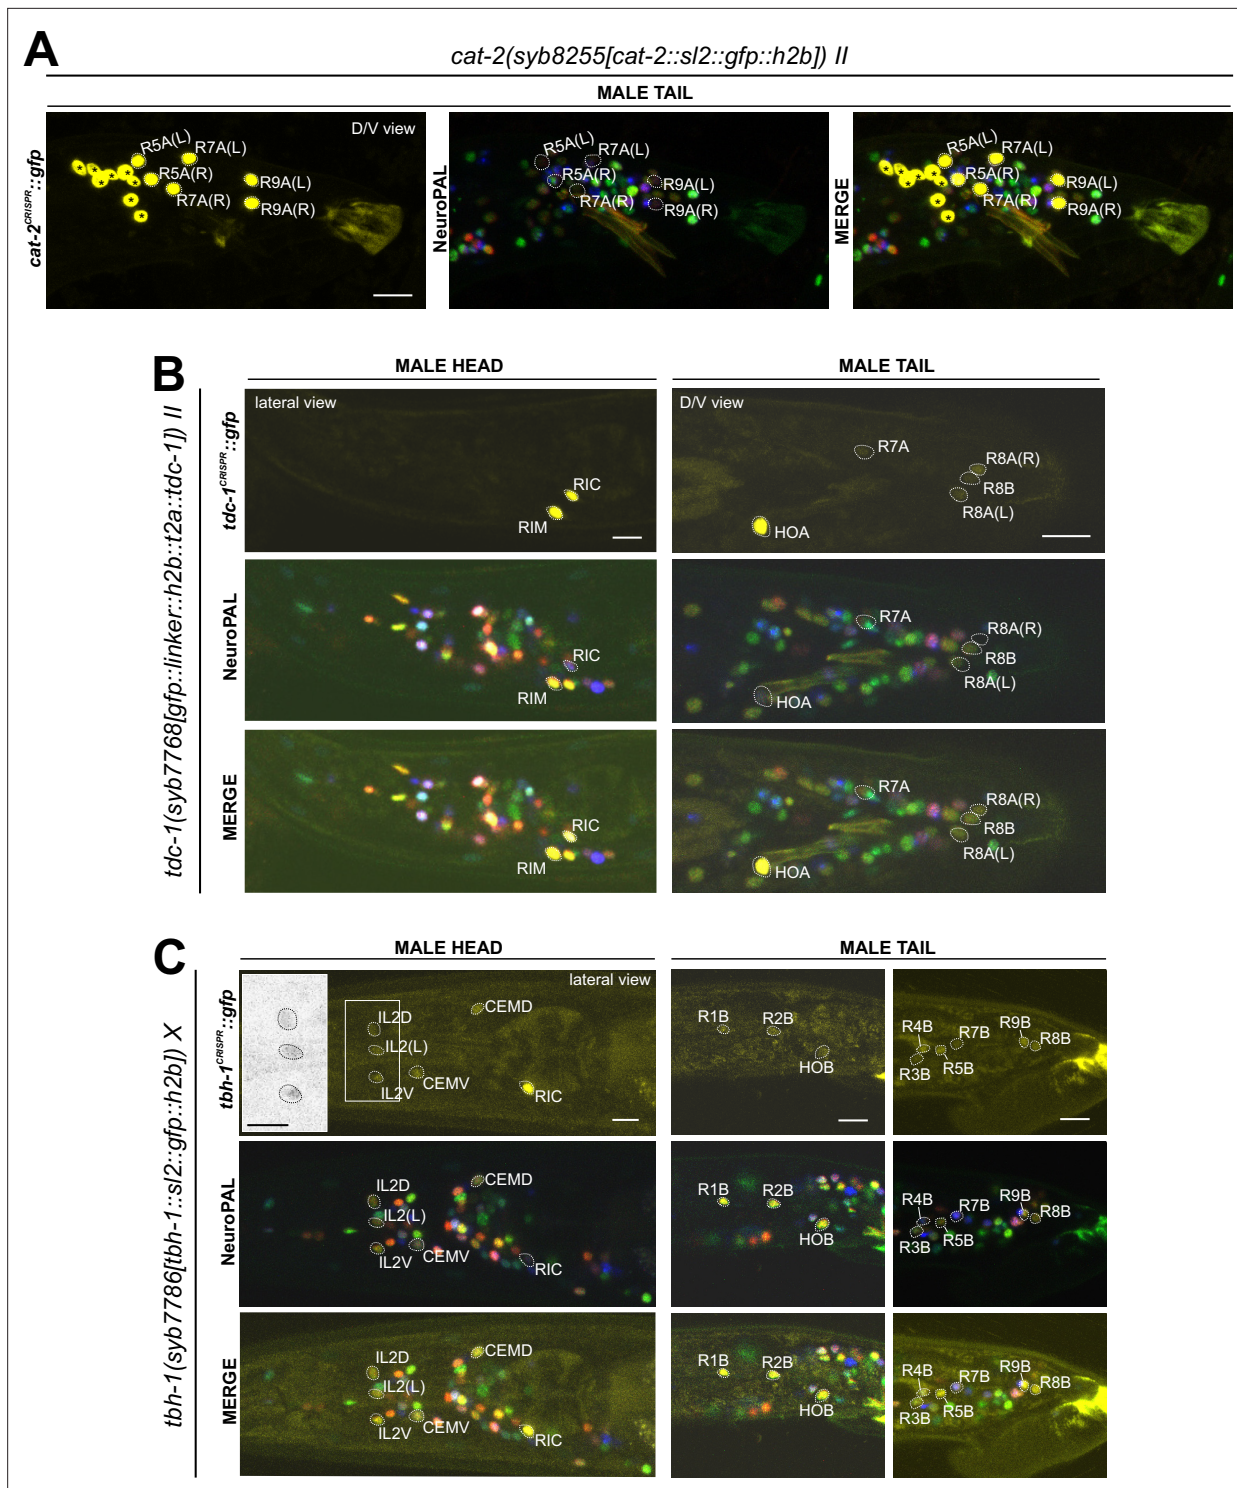 A
cat-2(syb8255[cat-2::sl2::gfp::h2b]) II
MALE TAIL
cat-2CRISPR::gfp
D/V view
R5A(L)
R7A(L)
R5A(R)
R9A(L)
R7A(R)
R9A(R)
NeuroPAL
R5A(L)
R7A(L)
R5A(R)
R9A(L)
R7A(R)
R9A(R)
MERGE
R5A(L)
R7A(L)
R5A(R)
R9A(L)
R7A(R)
R9A(R)
B
tdc-1(syb7768[gfp::linker::h2b::t2a::tdc-1]) II
MALE HEAD
MALE TAIL
tdc-1CRISPR::gfp
lateral view
RIC
RIM
D/V view
R7A
R8A(R)
R8B
R8A(L)
HOA
NeuroPAL
RIC
RIM
R7A
R8A(R)
R8B
R8A(L)
HOA
MERGE
RIC
RIM
R7A
R8A(R)
R8B
R8A(L)
HOA
C
tbh-1(syb7786[tbh-1::sl2::gfp::h2b]) X
MALE HEAD
MALE TAIL
tbh-1CRISPR::gfp
lateral view
IL2D
CEMD
IL2(L)
IL2V
CEMV
RIC
R1B
R2B
HOB
R4B
R7B
R9B
R8B
R3B
R5B
NeuroPAL
IL2D
CEMD
IL2(L)
IL2V
CEMV
RIC
R1B
R2B
HOB
R4B
R7B
R9B
R8B
R3B
R5B
MERGE
IL2D
CEMD
IL2(L)
IL2V
CEMV
RIC
R1B
R2B
HOB
R4B
R7B
R9B
R8B
R3B
R5B